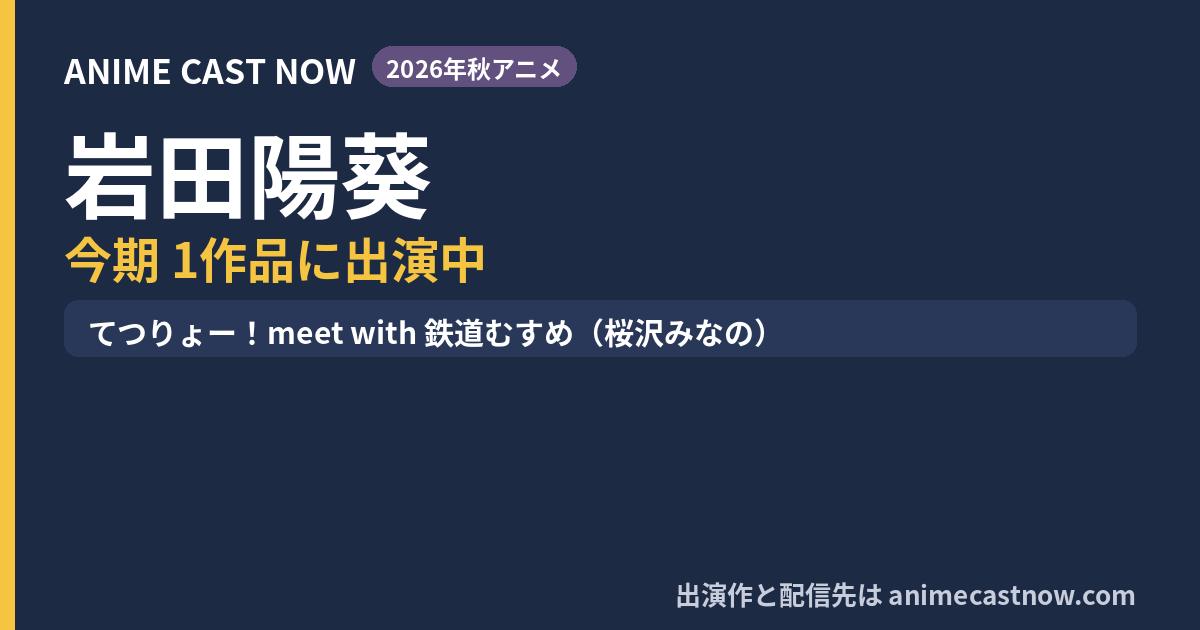 ANIME CAST NOW 2026年秋アニメ
岩田陽葵
今期 1作品に出演中
てつりょー！meet with 鉄道むすめ（桜沢みなの）
出演作と配信先は animecastnow.com